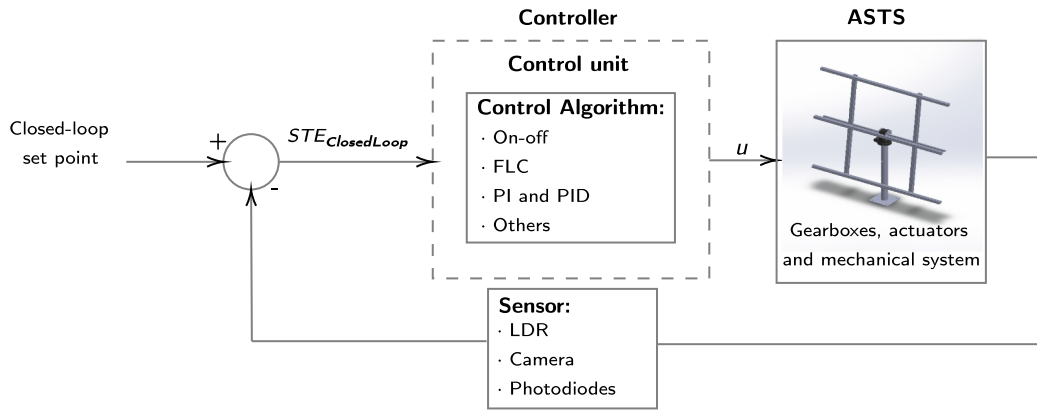 Controller
ASTS
Control unit
Control Algorithm:
· On-off
· FLC
· PI and PID
· Others
Closed-loop
set point
+
-
STE_ClosedLoop
u
Gearboxes, actuators
and mechanical system
Sensor:
· LDR
· Camera
· Photodiodes